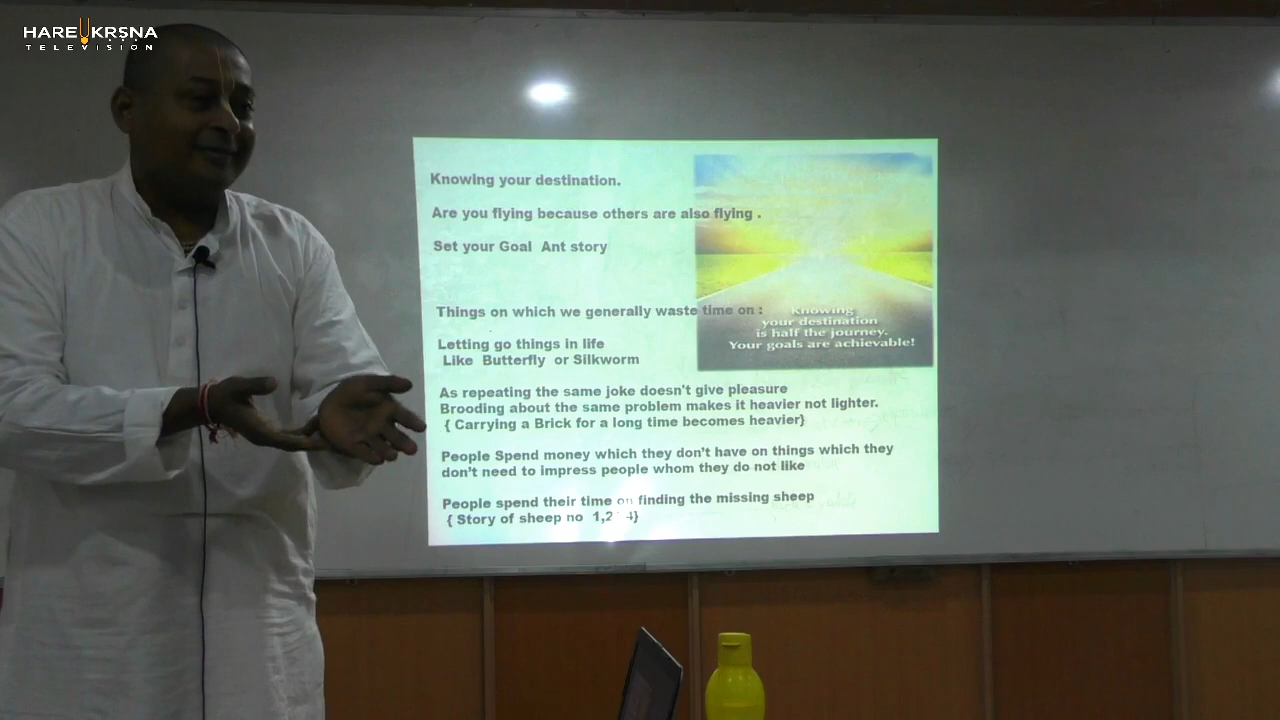 HARE KRSNA
TELEVISION
Knowing your destination.
Are you flying because others are also flying .
Set your Goal Ant story
Things on which we generally waste time on :
Letting go things in life
Like Butterfly or Silkworm
Knowing
your destination
is half the journey.
Your goals are achievable!
As repeating the same joke doesn't give pleasure
Brooding about the same problem makes it heavier not lighter.
{ Carrying a Brick for a long time becomes heavier}
People Spend money which they don't have on things which they
don't need to impress people whom they do not like
People spend their time on finding the missing sheep
{ Story of sheep no 1,2 4}